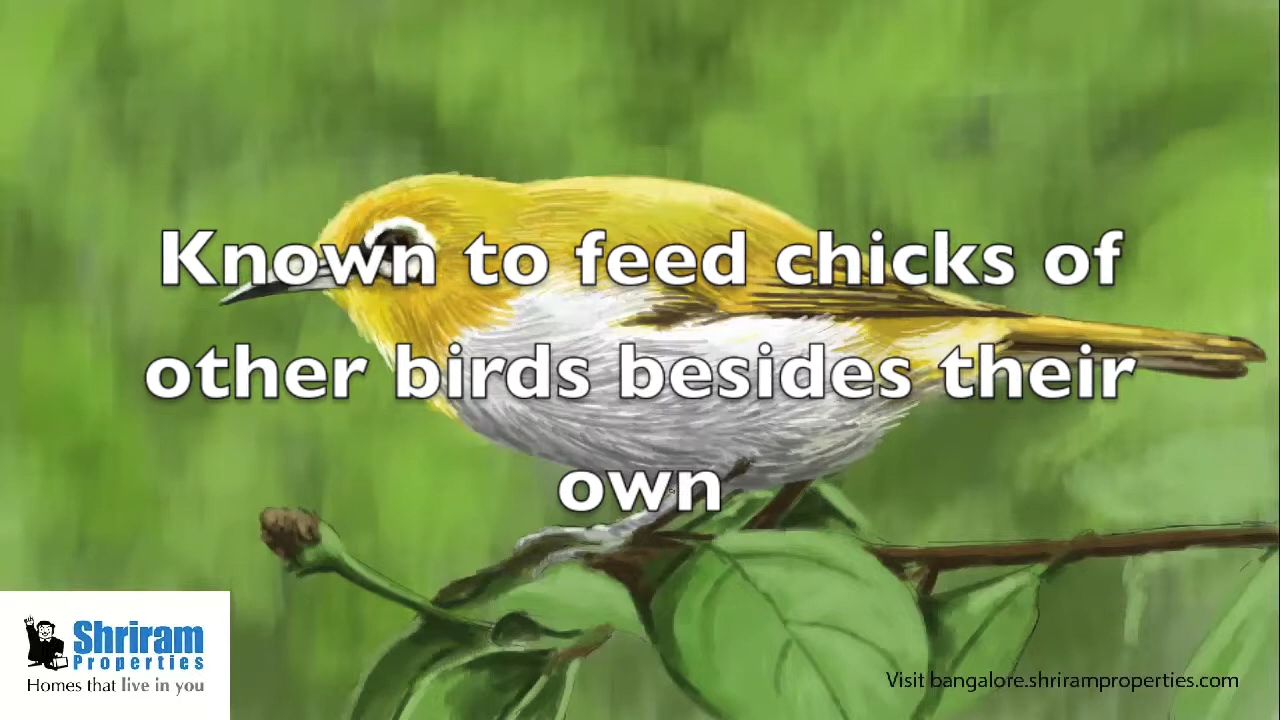 Known to feed chicks of
other birds besides their
own
Shriram
Properties
Homes that live in you
Visit bangalore.shriramproperties.com